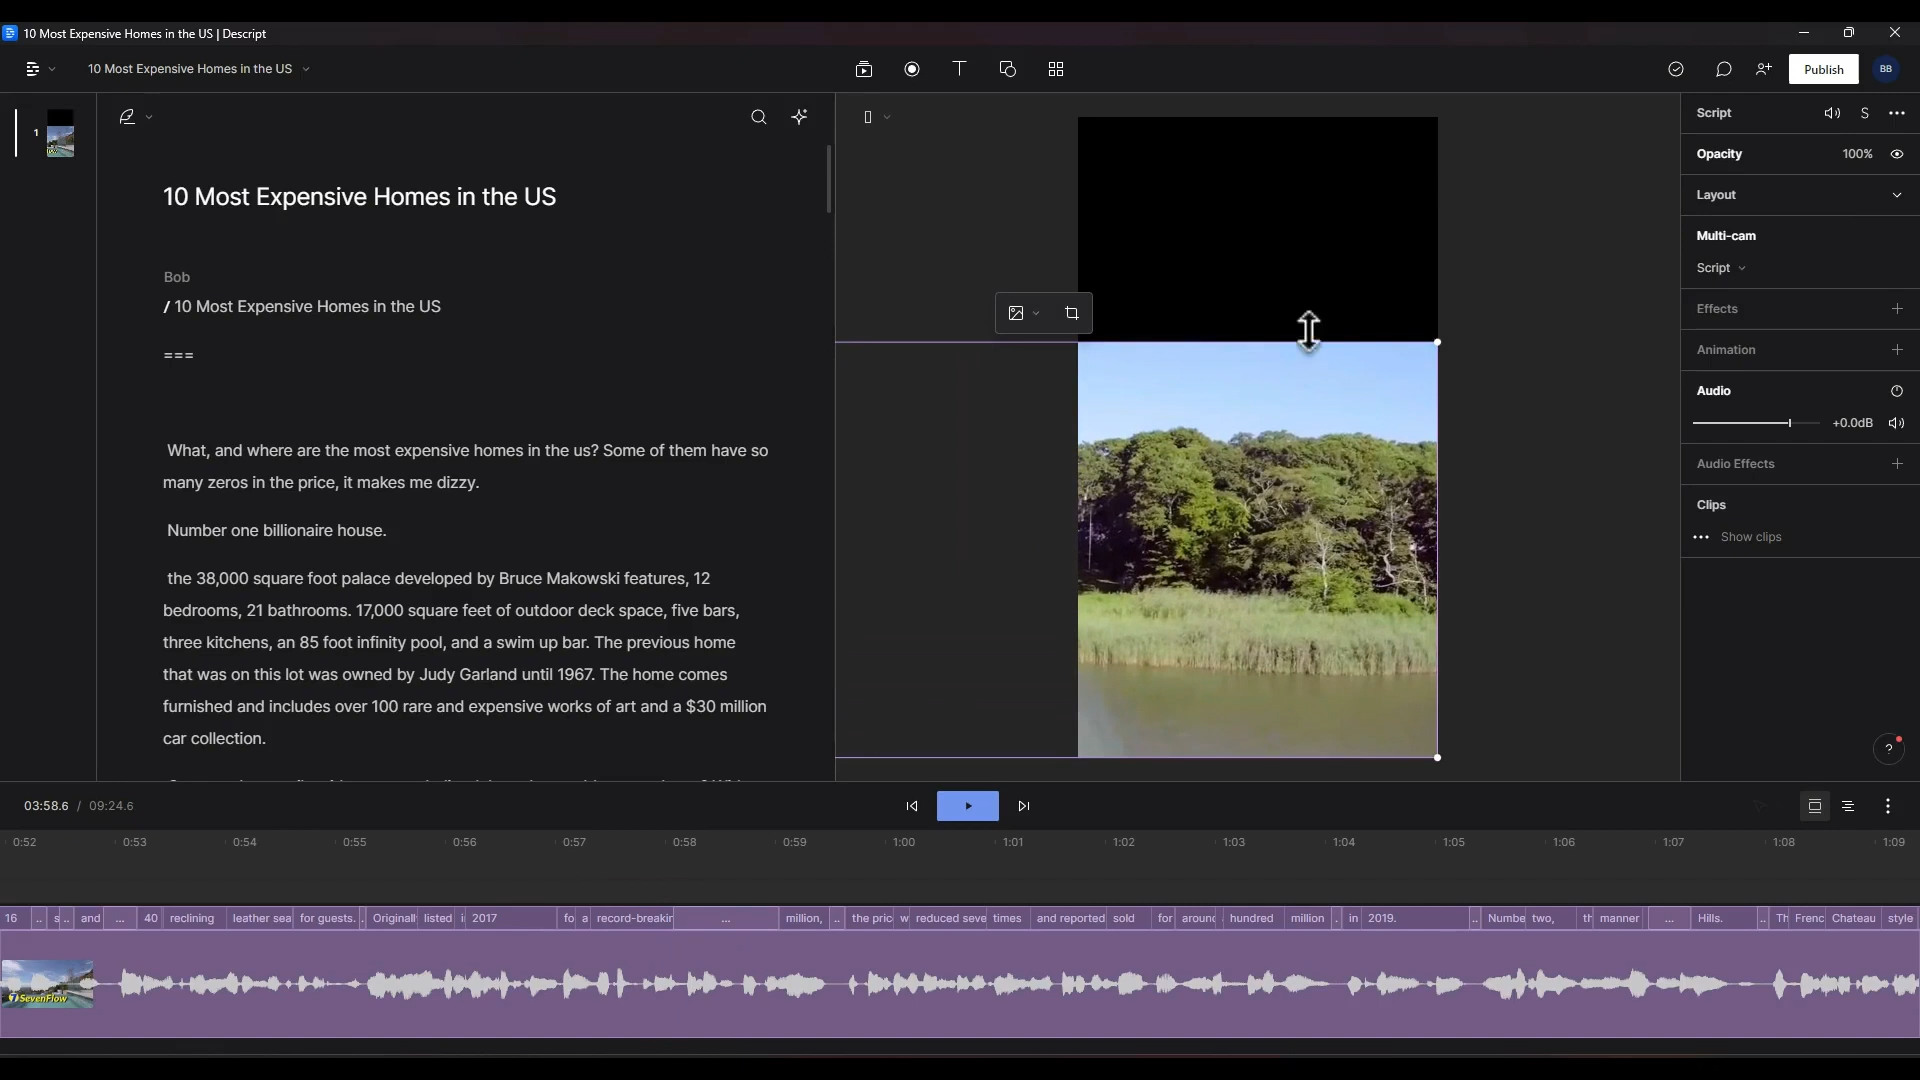 10 Most Expensive Homes in the US | Descript
10 Most Expensive Homes in the US
Publish
BB
1
10 Most Expensive Homes in the US
Bob
/ 10 Most Expensive Homes in the US
===
What, and where are the most expensive homes in the us? Some of them have so
many zeros in the price, it makes me dizzy.
Number one billionaire house.
the 38,000 square foot palace developed by Bruce Makowski features, 12
bedrooms, 21 bathrooms. 17,000 square feet of outdoor deck space, five bars,
three kitchens, an 85 foot infinity pool, and a swim up bar. The previous home
that was on this lot was owned by Judy Garland until 1967. The home comes
furnished and includes over 100 rare and expensive works of art and a $30 million
car collection.
Script
S
Opacity
100%
Layout
Multi-cam
Script
Effects
Animation
Audio
+0.0dB
Audio Effects
Clips
Show clips
?
03:58.6 / 09:24.6
0:52 0:53 0:54 0:55 0:56 0:57 0:58 0:59 1:00 1:01 1:02 1:03 1:04 1:05 1:06 1:07 1:08 1:09
16 .. s.. and ... 40 reclining leather sea for guests. . Originall listed i 2017 fo a record-breakin ... million, .. the price w reduced seve times and reported sold for around hundred million . in 2019. .. Numbe two, th manner ... Hills. .. Th Frenc Chateau style
SevenFlow